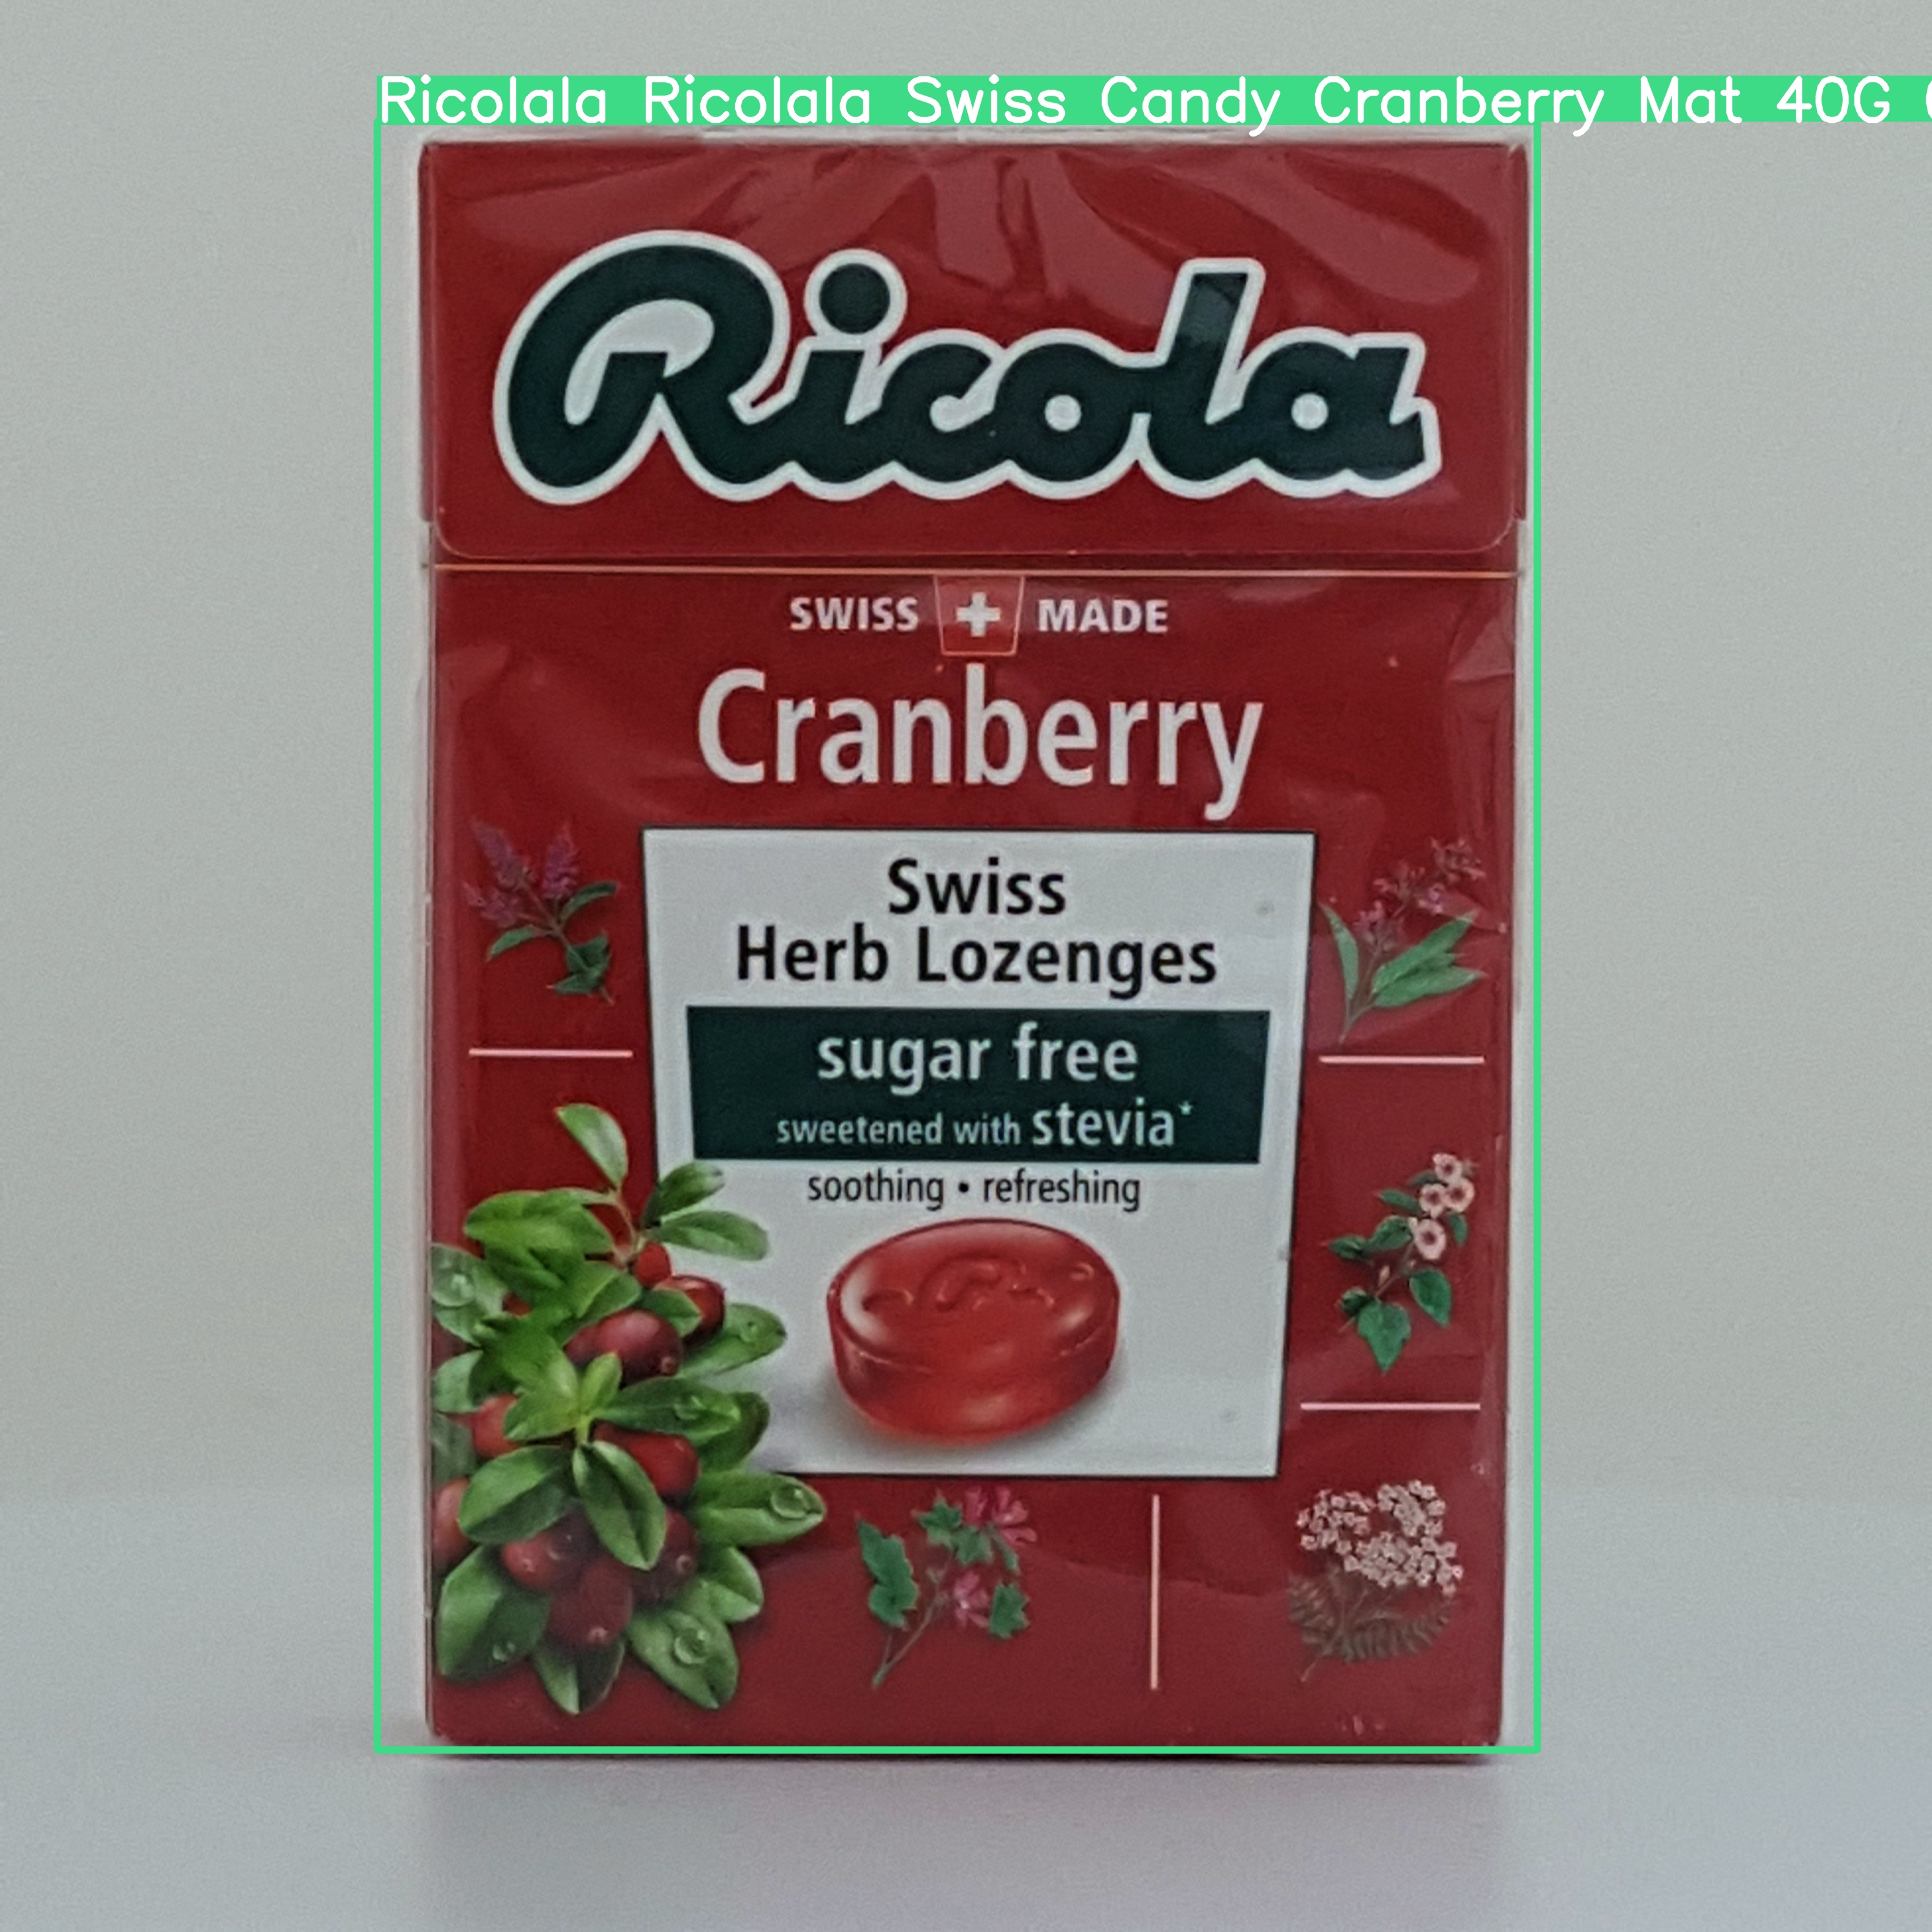 Ricolala Ricolala Swiss Candy Cranberry Mat 40G
Ricola
SWISS MADE
Cranberry
Swiss
Herb Lozenges
sugar free
sweetened with stevia*
soothing • refreshing